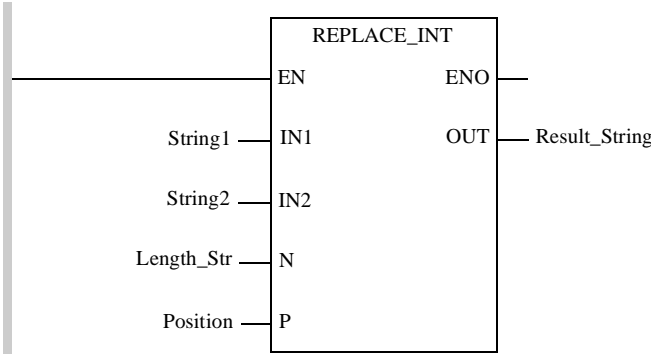 REPLACE_INT
EN ENO
String1 IN1 OUT Result_String
String2 IN2
Length_Str N
Position P